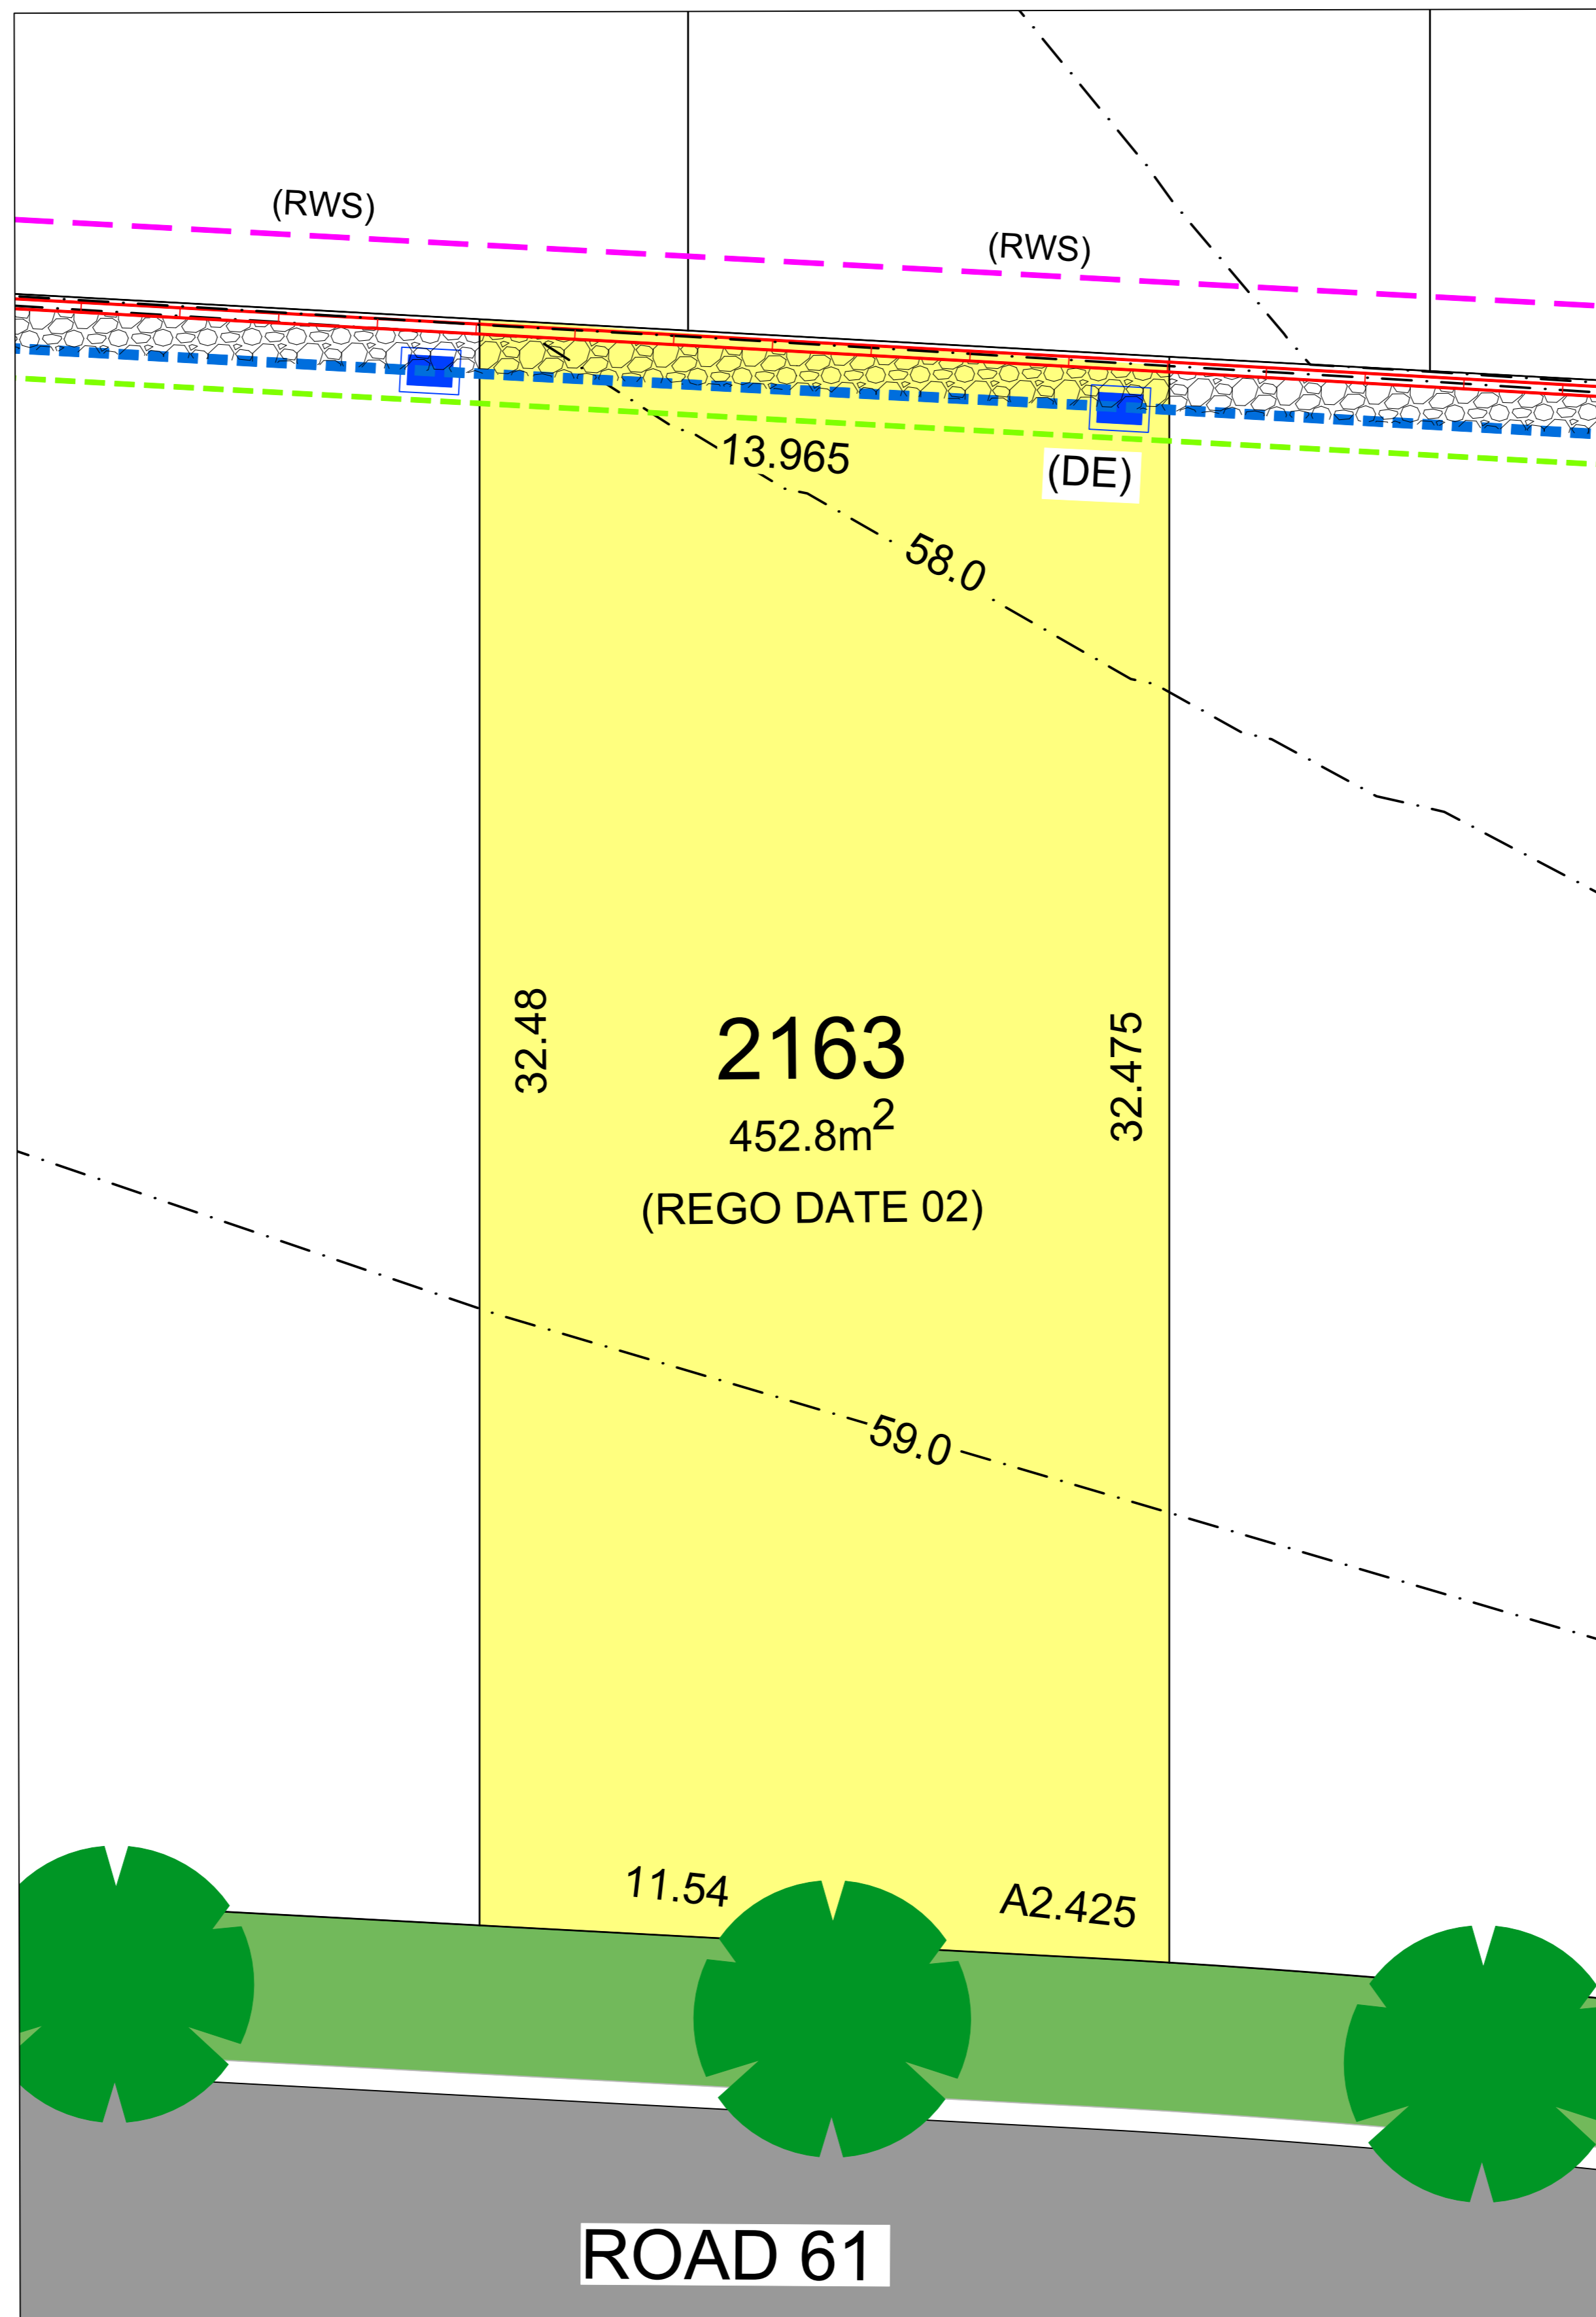 (RWS)
(RWS)
13.965
(DE)
58.0
32.48
2163
452.8m²
(REGO DATE 02)
32.475
59.0
11.54
A2.425
ROAD 61